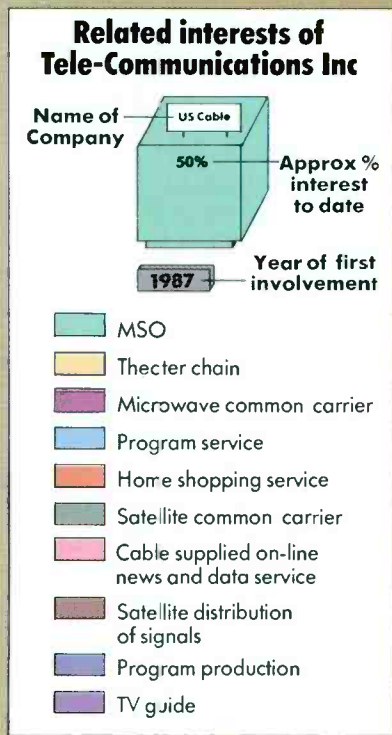 Related interests of
Tele-Communications Inc
Name of
Company
US Cable
50%
Approx %
interest
to date
1987
Year of first
involvement
MSO
Thecter chain
Microwave common carrier
Program service
Home shopping service
Satellite common carrier
Cable supplied on-line
news and data service
Satellite distribution
of signals
Program production
TV guide